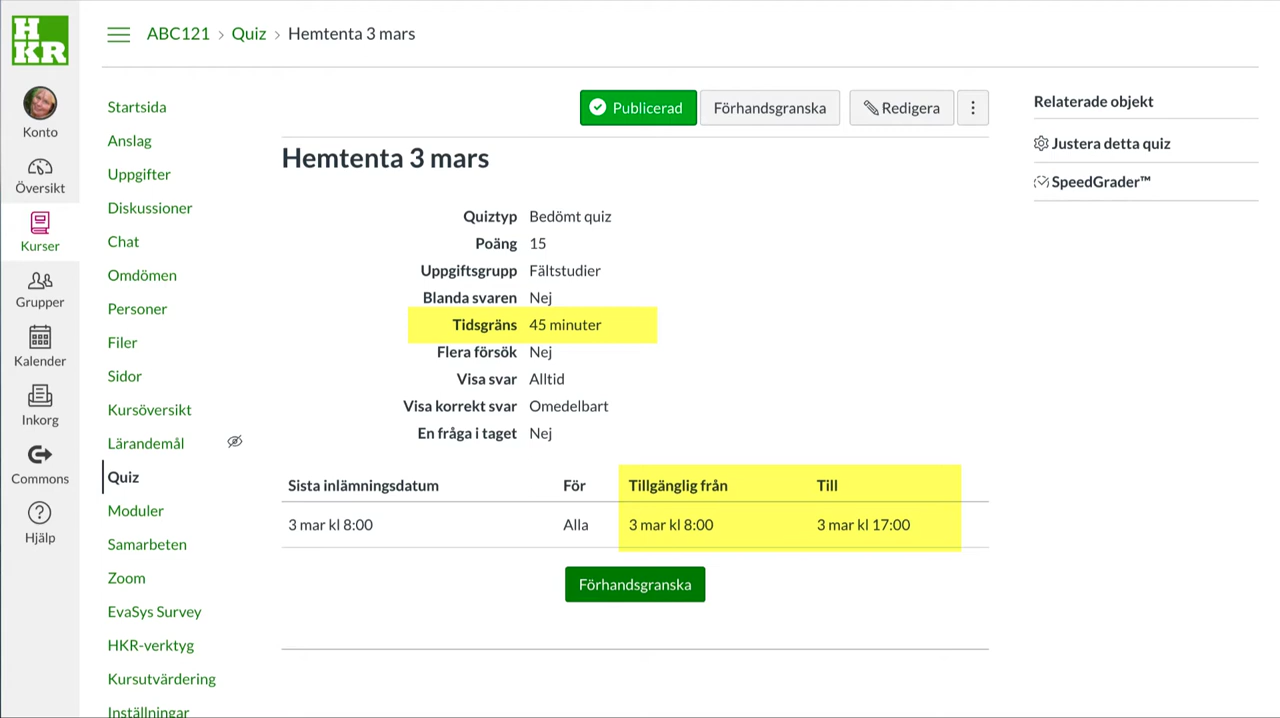 HKR
ABC121 › Quiz › Hemtenta 3 mars
Konto
Översikt
Kurser
Grupper
Kalender
Inkorg
Commons
Hjälp
Startsida
Anslag
Uppgifter
Diskussioner
Chat
Omdömen
Personer
Filer
Sidor
Kursöversikt
Lärandemål
Quiz
Moduler
Samarbeten
Zoom
EvaSys Survey
HKR-verktyg
Kursutvärdering
Inställningar
Publicerad Förhandsgranska Redigera
Hemtenta 3 mars
Quiztyp Bedömt quiz
Poäng 15
Uppgiftsgrupp Fältstudier
Blanda svaren Nej
Tidsgräns 45 minuter
Flera försök Nej
Visa svar Alltid
Visa korrekt svar Omedelbart
En fråga i taget Nej
Sista inlämningsdatum För Tillgänglig från Till
3 mar kl 8:00 Alla 3 mar kl 8:00 3 mar kl 17:00
Förhandsgranska
Relaterade objekt
Justera detta quiz
SpeedGrader™